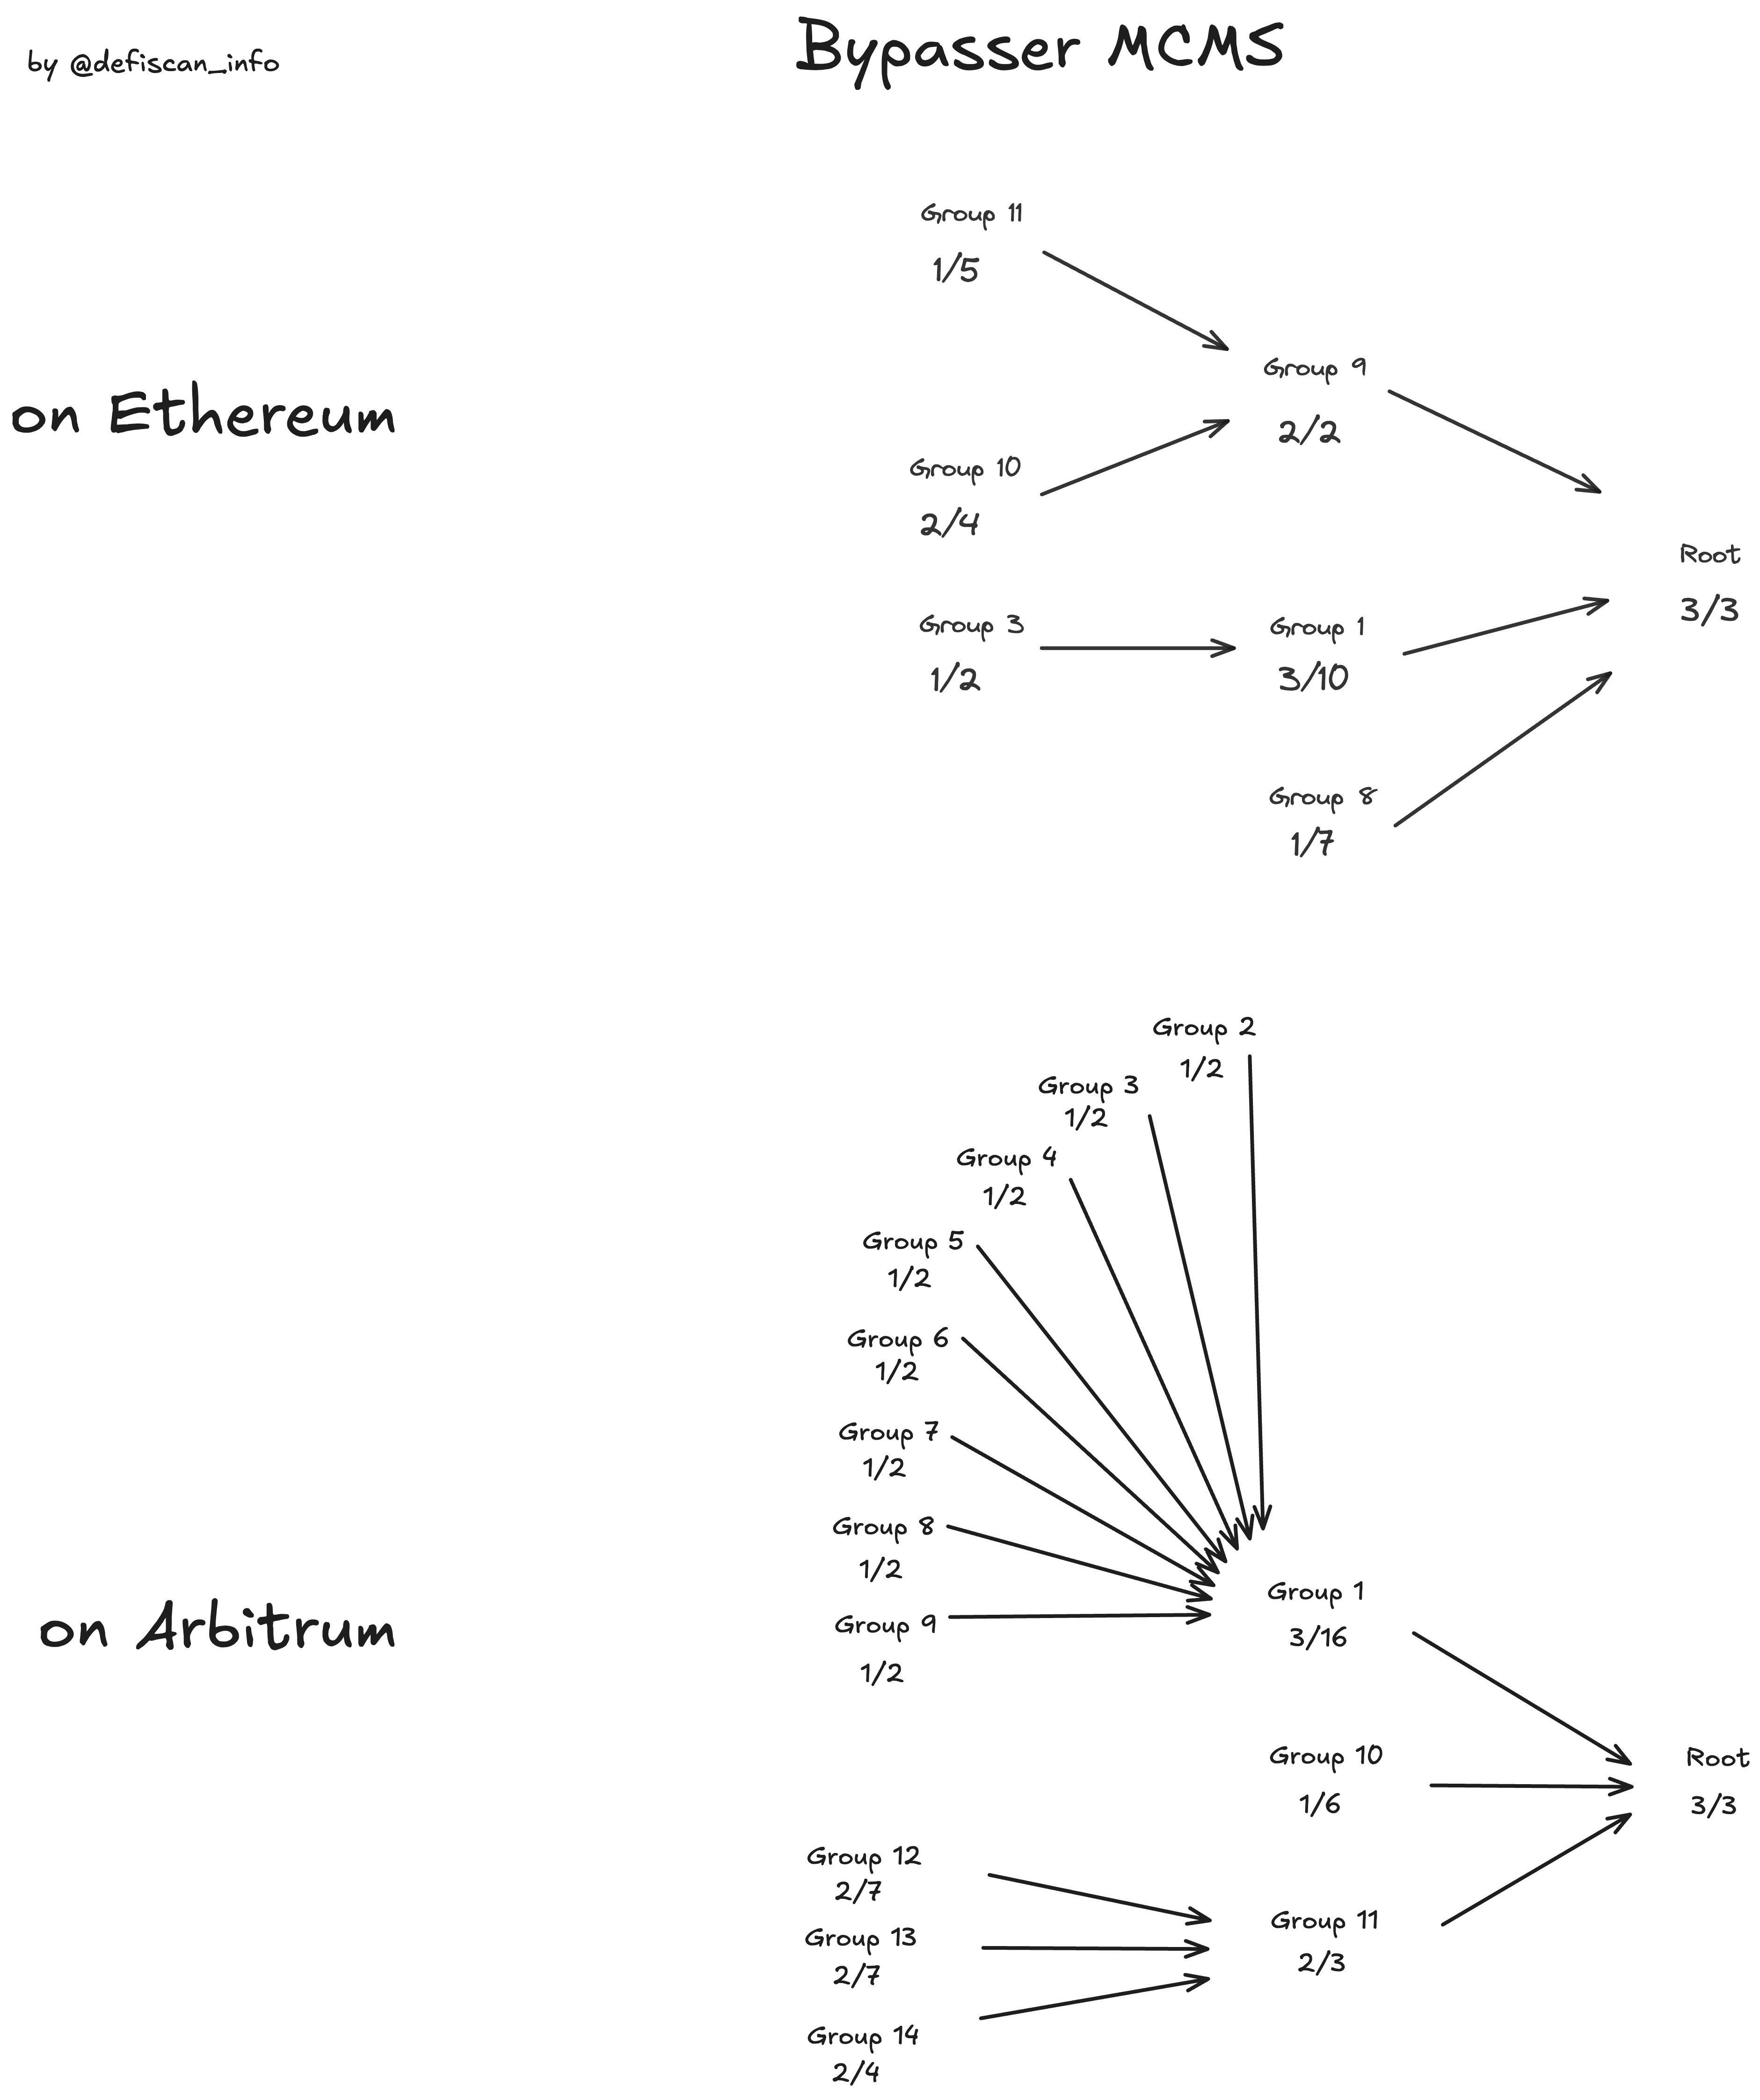 Bypasser MCMS
by @defiscan_info
on Ethereum
Group 11
1/5
Group 9
2/2
Group 10
2/4
Root
3/3
Group 3
1/2
Group 1
3/10
Group 8
1/7
on Arbitrum
Group 2
1/2
Group 3
1/2
Group 4
1/2
Group 5
1/2
Group 6
1/2
Group 7
1/2
Group 8
1/2
Group 9
1/2
Group 1
3/16
Group 10
1/6
Root
3/3
Group 12
2/7
Group 13
2/7
Group 14
2/4
Group 11
2/3